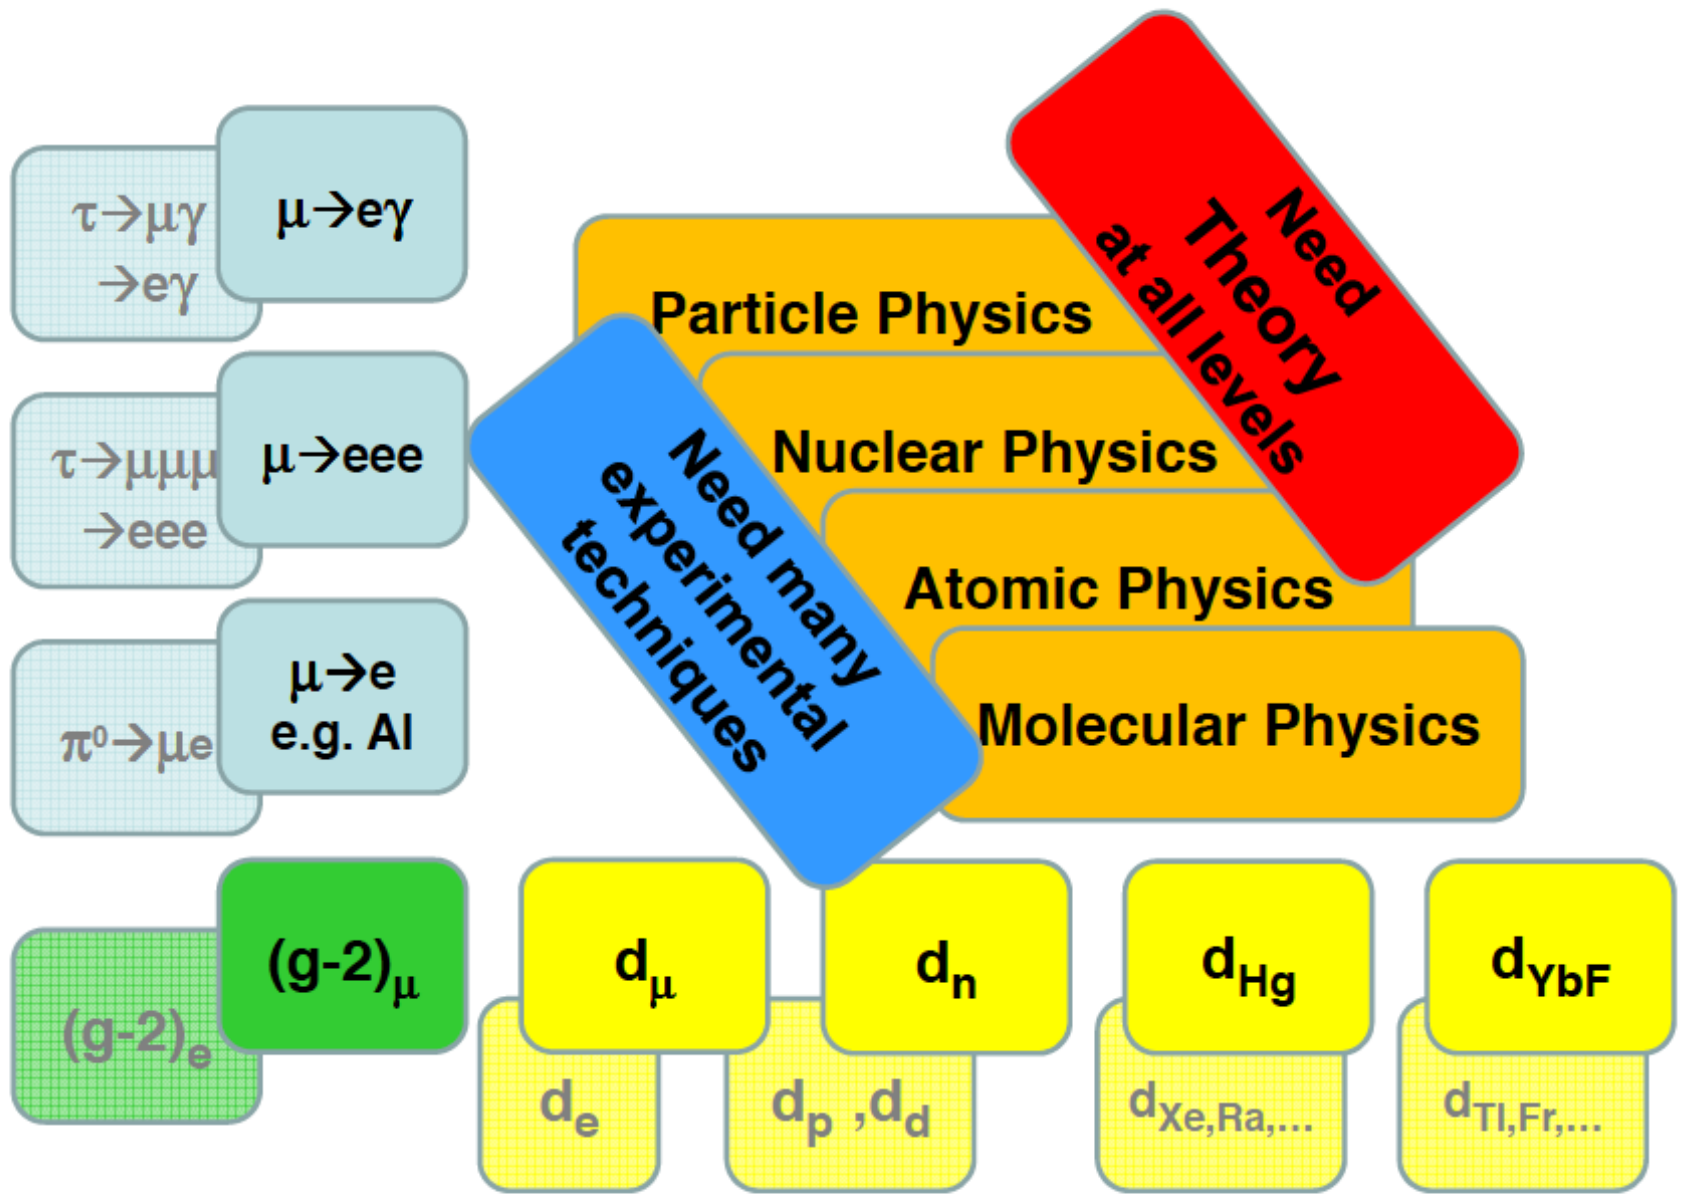 τ→μγ
→eγ
μ→eγ
τ→μμμ
→eee
μ→eee
π⁰→μe
μ→e
e.g. Al
(g-2)e
(g-2)μ
Particle Physics
Nuclear Physics
Atomic Physics
Molecular Physics
Need
Theory
at all levels
Need many
experimental
techniques
dμ
dn
dHg
dYbF
de
dp ,dd
dXe,Ra,...
dTl,Fr,...